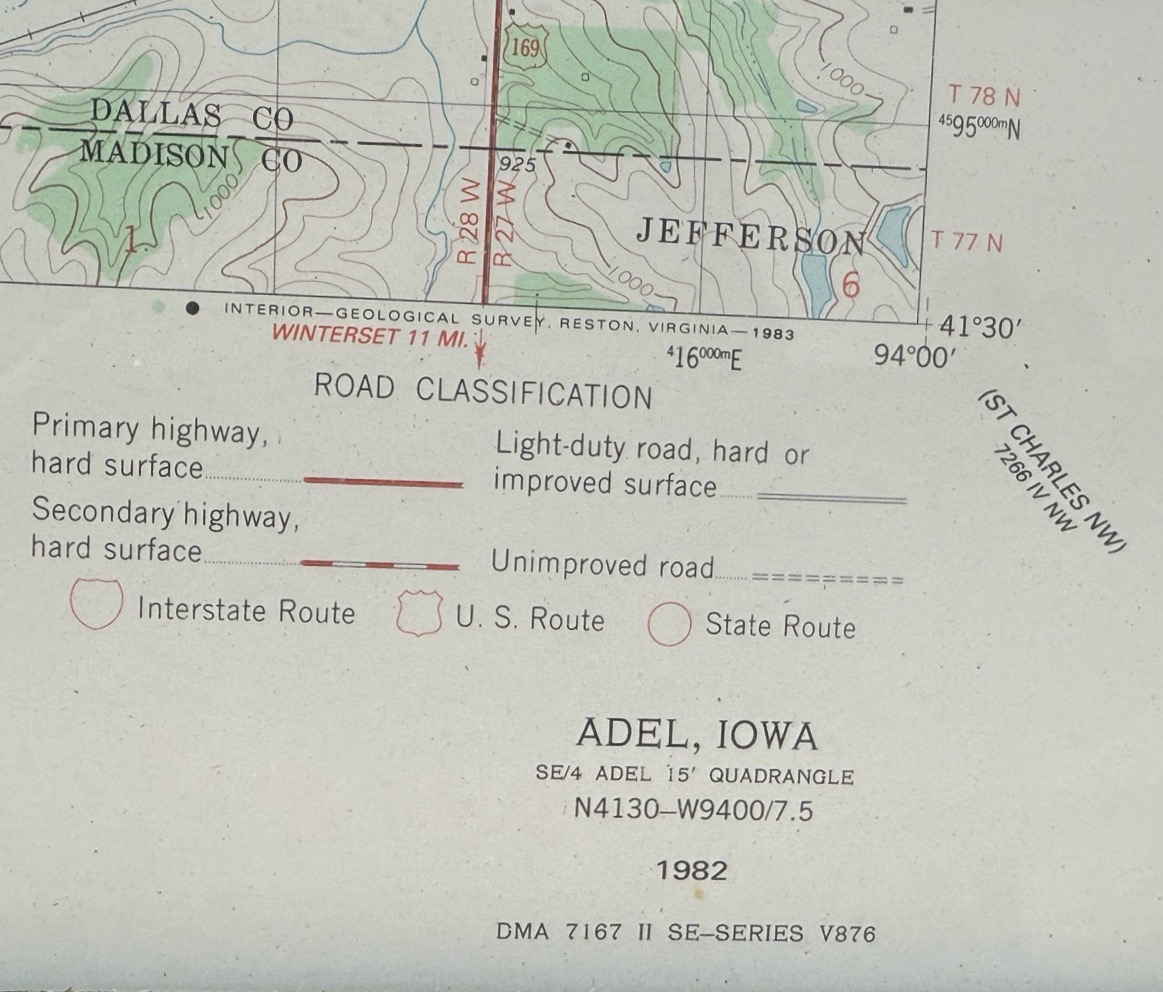 169
1000
T 78 N
4595000mN
DALLAS CO
MADISON CO
925
1000
R 28 W
R 27 W
JEFFERSON
T 77 N
1
1000
6
INTERIOR—GEOLOGICAL SURVEY, RESTON, VIRGINIA—1983
41°30′
WINTERSET 11 MI.
416000mE
94°00′
ROAD CLASSIFICATION
(ST CHARLES NW)
7266 IV NW
Primary highway,
hard surface
Light-duty road, hard or
improved surface
Secondary highway,
hard surface
Unimproved road
Interstate Route
U. S. Route
State Route
ADEL, IOWA
SE/4 ADEL 15′ QUADRANGLE
N4130–W9400/7.5
1982
DMA 7167 II SE–SERIES V876